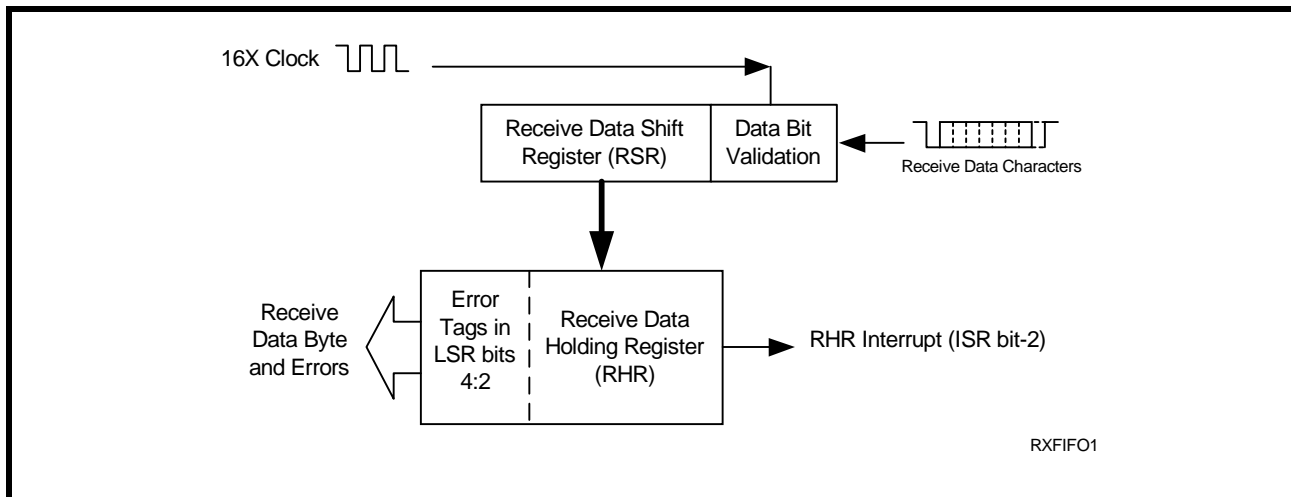 16X Clock
Receive Data Shift
Register (RSR)
Data Bit
Validation
Receive Data Characters
Receive
Data Byte
and Errors
Error
Tags in
LSR bits
4:2
Receive Data
Holding Register
(RHR)
RHR Interrupt (ISR bit-2)
RXFIFO1